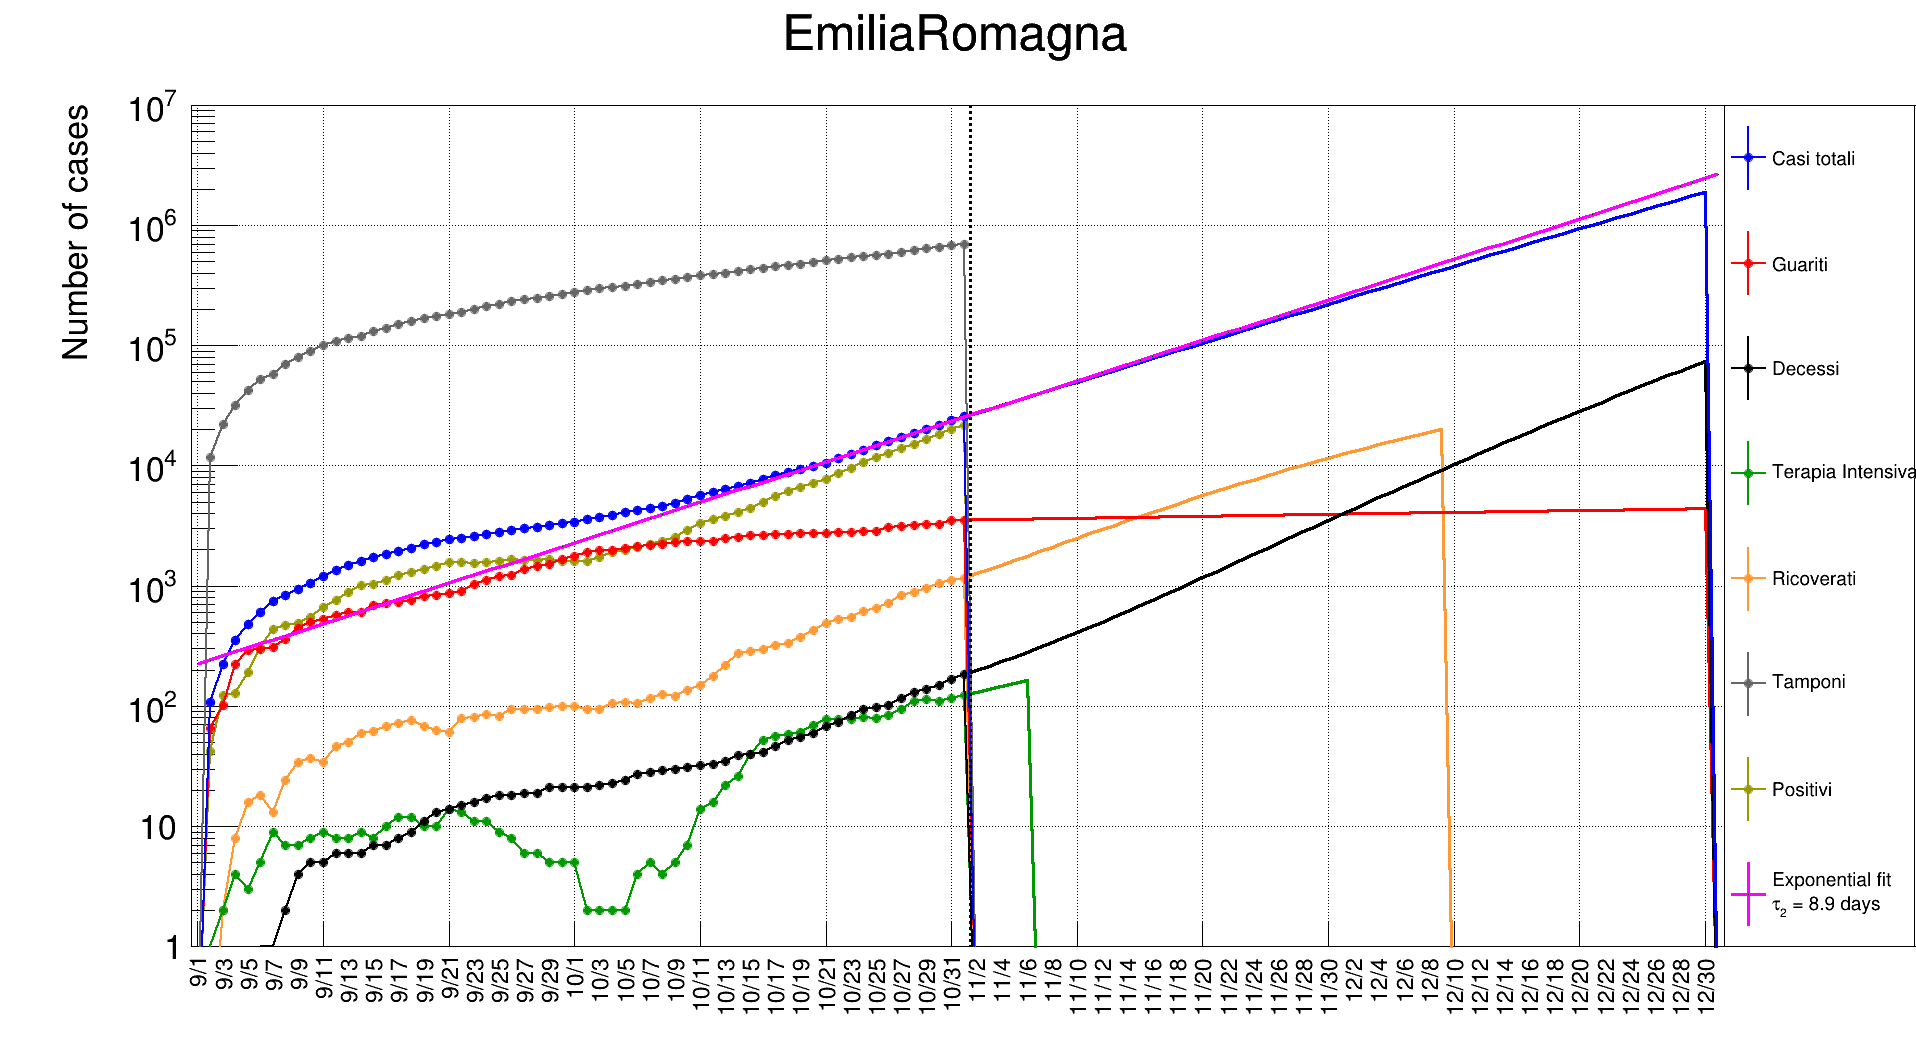 EmiliaRomagna
Number of cases
10^7
10^6
10^5
10^4
10^3
10^2
10
1
9/1 9/3 9/5 9/7 9/9 9/11 9/13 9/15 9/17 9/19 9/21 9/23 9/25 9/27 9/29 10/1 10/3 10/5 10/7 10/9 10/11 10/13 10/15 10/17 10/19 10/21 10/23 10/25 10/27 10/29 10/31 11/2 11/4 11/6 11/8 11/10 11/12 11/14 11/16 11/18 11/20 11/22 11/24 11/26 11/28 11/30 12/2 12/4 12/6 12/8 12/10 12/12 12/14 12/16 12/18 12/20 12/22 12/24 12/26 12/28 12/30
Casi totali
Guariti
Decessi
Terapia Intensiva
Ricoverati
Tamponi
Positivi
Exponential fit
τ₂ = 8.9 days